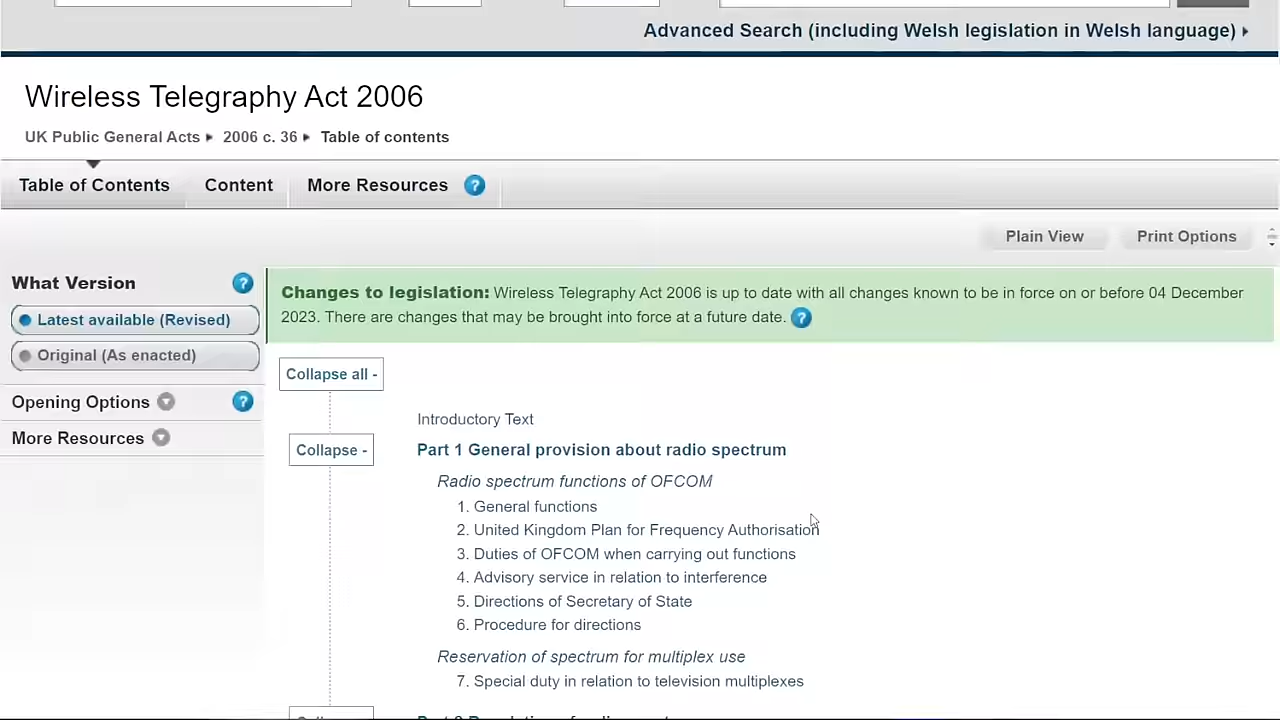 Advanced Search (including Welsh legislation in Welsh language)
Wireless Telegraphy Act 2006
UK Public General Acts 2006 c. 36 Table of contents
Table of Contents Content More Resources ?
Plain View Print Options
What Version ?
Latest available (Revised)
Original (As enacted)
Opening Options ?
More Resources
Changes to legislation: Wireless Telegraphy Act 2006 is up to date with all changes known to be in force on or before 04 December
2023. There are changes that may be brought into force at a future date. ?
Collapse all -
Introductory Text
Collapse - Part 1 General provision about radio spectrum
Radio spectrum functions of OFCOM
1. General functions
2. United Kingdom Plan for Frequency Authorisation
3. Duties of OFCOM when carrying out functions
4. Advisory service in relation to interference
5. Directions of Secretary of State
6. Procedure for directions
Reservation of spectrum for multiplex use
7. Special duty in relation to television multiplexes